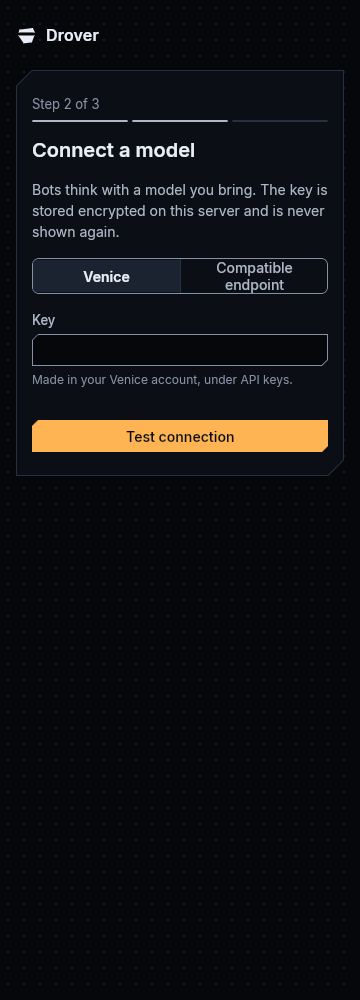 Drover
Step 2 of 3
Connect a model
Bots think with a model you bring. The key is
stored encrypted on this server and is never
shown again.
Venice
Compatible
endpoint
Key
Made in your Venice account, under API keys.
Test connection